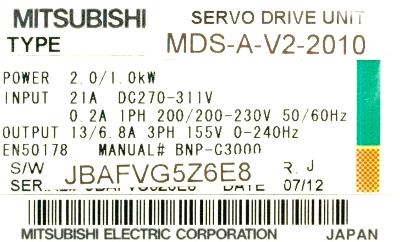 MITSUBISHI SERVO DRIVE UNIT
TYPE MDS-A-V2-2010
POWER 2.0/1.0kW
INPUT 21A DC270-311V
0.2A 1PH 200/200-230V 50/60Hz
OUTPUT 13/6.8A 3PH 155V 0-240Hz
EN50178 MANUAL# BNP-C3000
S/W R. J
JBAFVG5Z6E8
DATE 07/12
MITSUBISHI ELECTRIC CORPORATION JAPAN